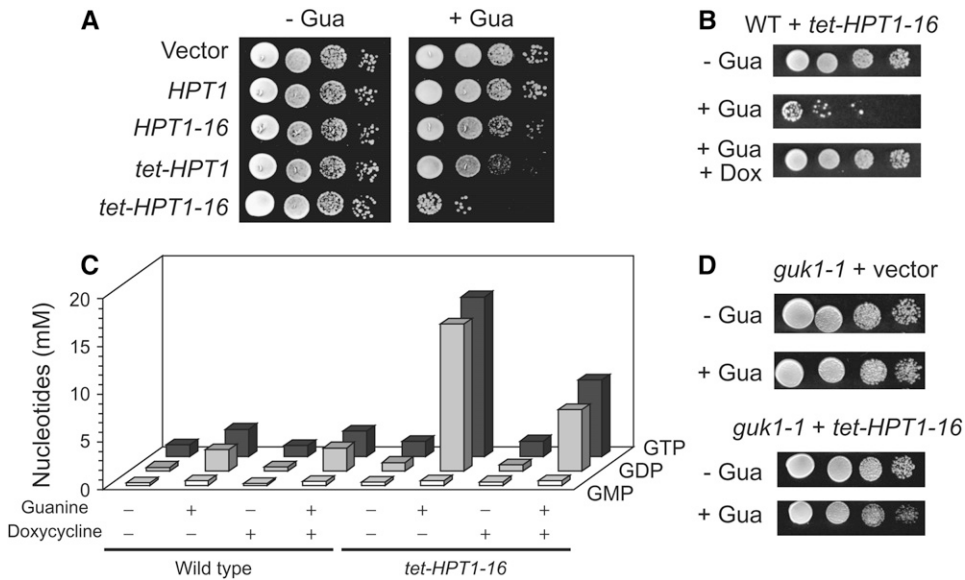 A
- Gua
+ Gua
Vector
HPT1
HPT1-16
tet-HPT1
tet-HPT1-16
B
WT + tet-HPT1-16
- Gua
+ Gua
+ Gua
+ Dox
C
Nucleotides (mM)
20
15
10
5
0
GTP
GDP
GMP
Guanine – + – + – + – +
Doxycycline – – + + – – + +
Wild type
tet-HPT1-16
D
guk1-1 + vector
- Gua
+ Gua
guk1-1 + tet-HPT1-16
- Gua
+ Gua